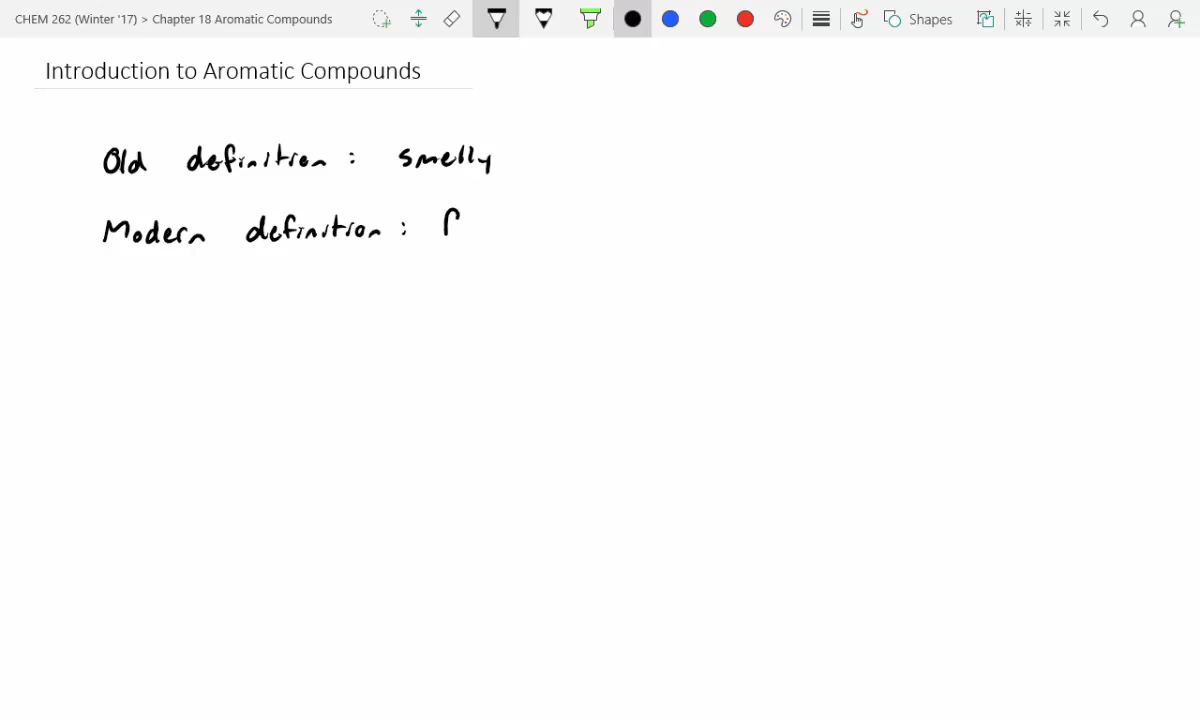 CHEM 262 (Winter '17) > Chapter 18 Aromatic Compounds
Shapes
Introduction to Aromatic Compounds
Old definition : smelly
Modern definition :